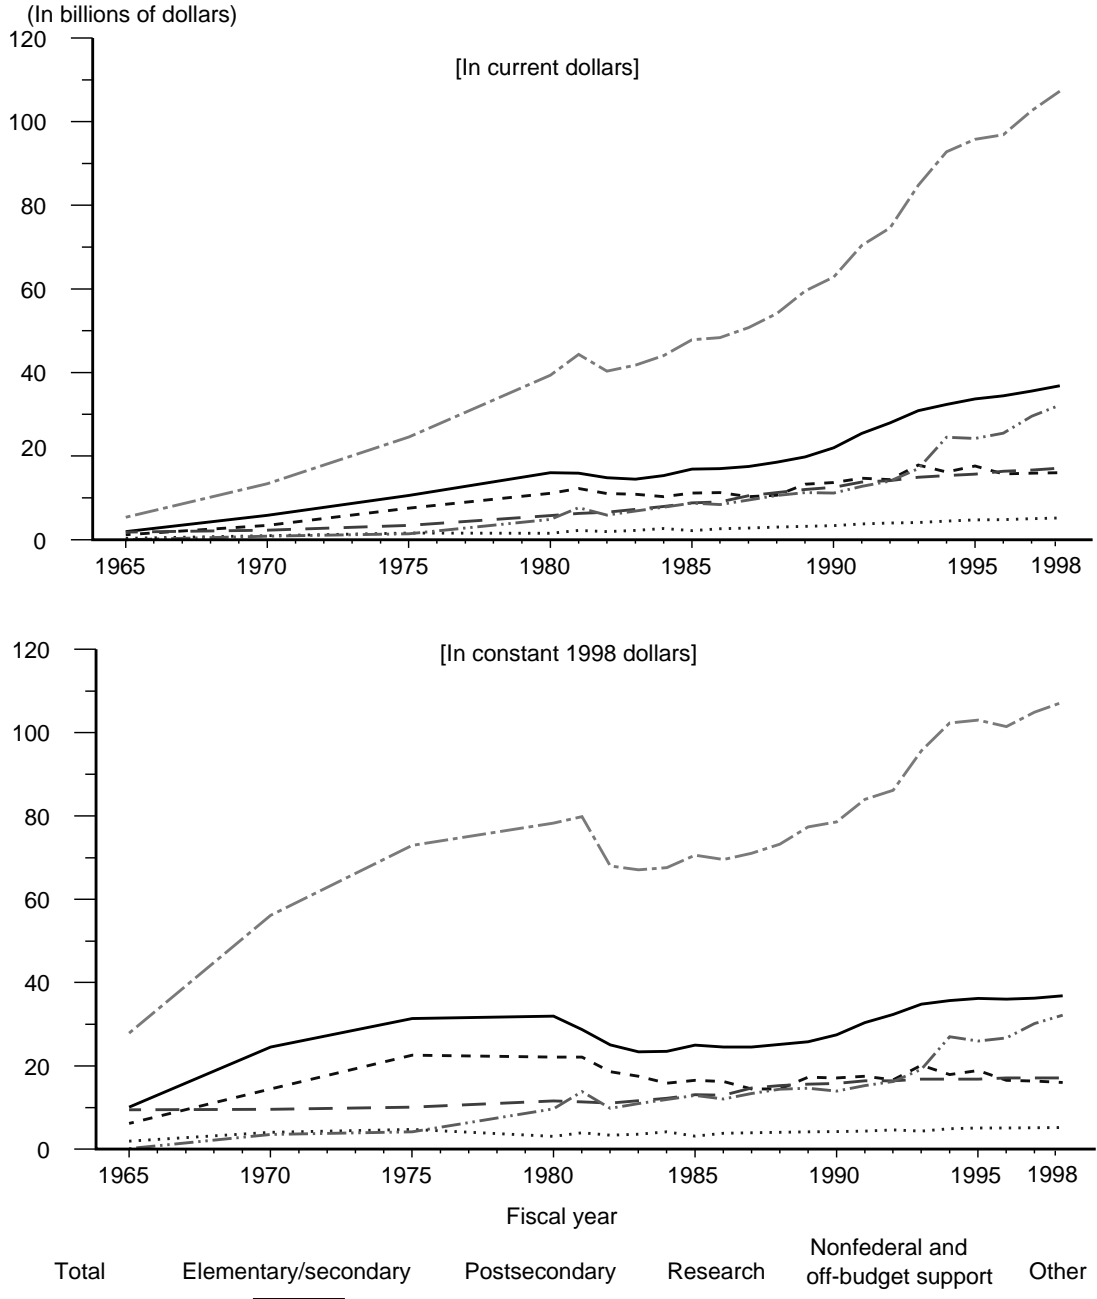 (In billions of dollars)
120
[In current dollars]
100
80
60
40
20
0
1965 1970 1975 1980 1985 1990 1995 1998
120
[In constant 1998 dollars]
100
80
60
40
20
0
1965 1970 1975 1980 1985 1990 1995 1998
Fiscal year
Total Elementary/secondary Postsecondary Research Nonfederal and
off-budget support Other